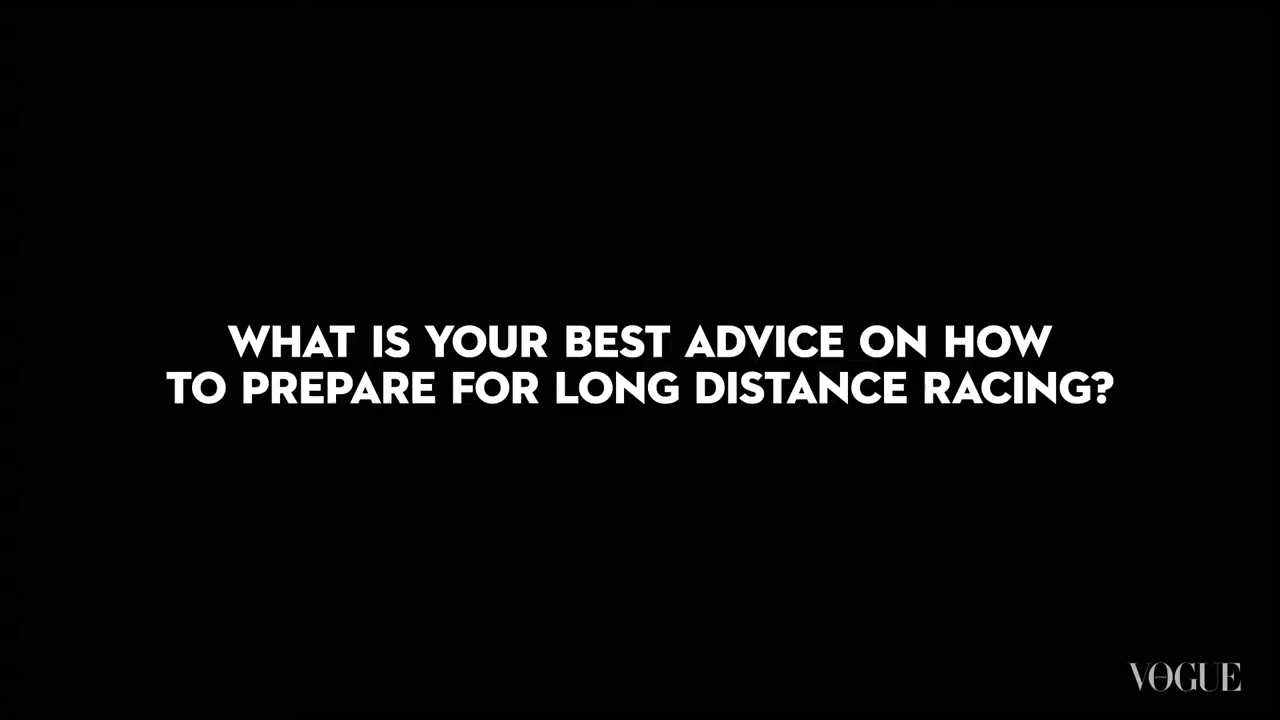 WHAT IS YOUR BEST ADVICE ON HOW
TO PREPARE FOR LONG DISTANCE RACING?
VOGUE